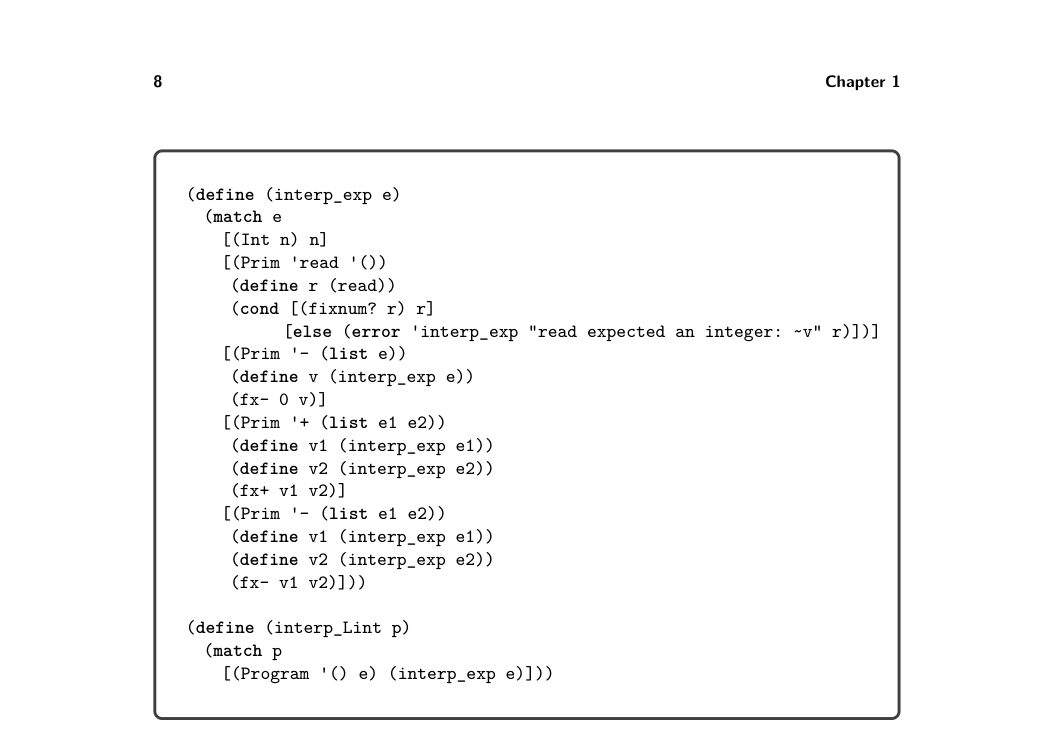 8 Chapter 1
(define (interp_exp e)
(match e
[(Int n) n]
[(Prim 'read '())
(define r (read))
(cond [(fixnum? r) r]
[else (error 'interp_exp "read expected an integer: ~v" r)])]
[(Prim '- (list e))
(define v (interp_exp e))
(fx- 0 v)]
[(Prim '+ (list e1 e2))
(define v1 (interp_exp e1))
(define v2 (interp_exp e2))
(fx+ v1 v2)]
[(Prim '- (list e1 e2))
(define v1 (interp_exp e1))
(define v2 (interp_exp e2))
(fx- v1 v2)]))
(define (interp_Lint p)
(match p
[(Program '() e) (interp_exp e)]))